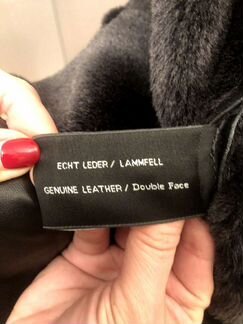 ECHT LEDER / LAMMFELL
GENUINE LEATHER / Double Face